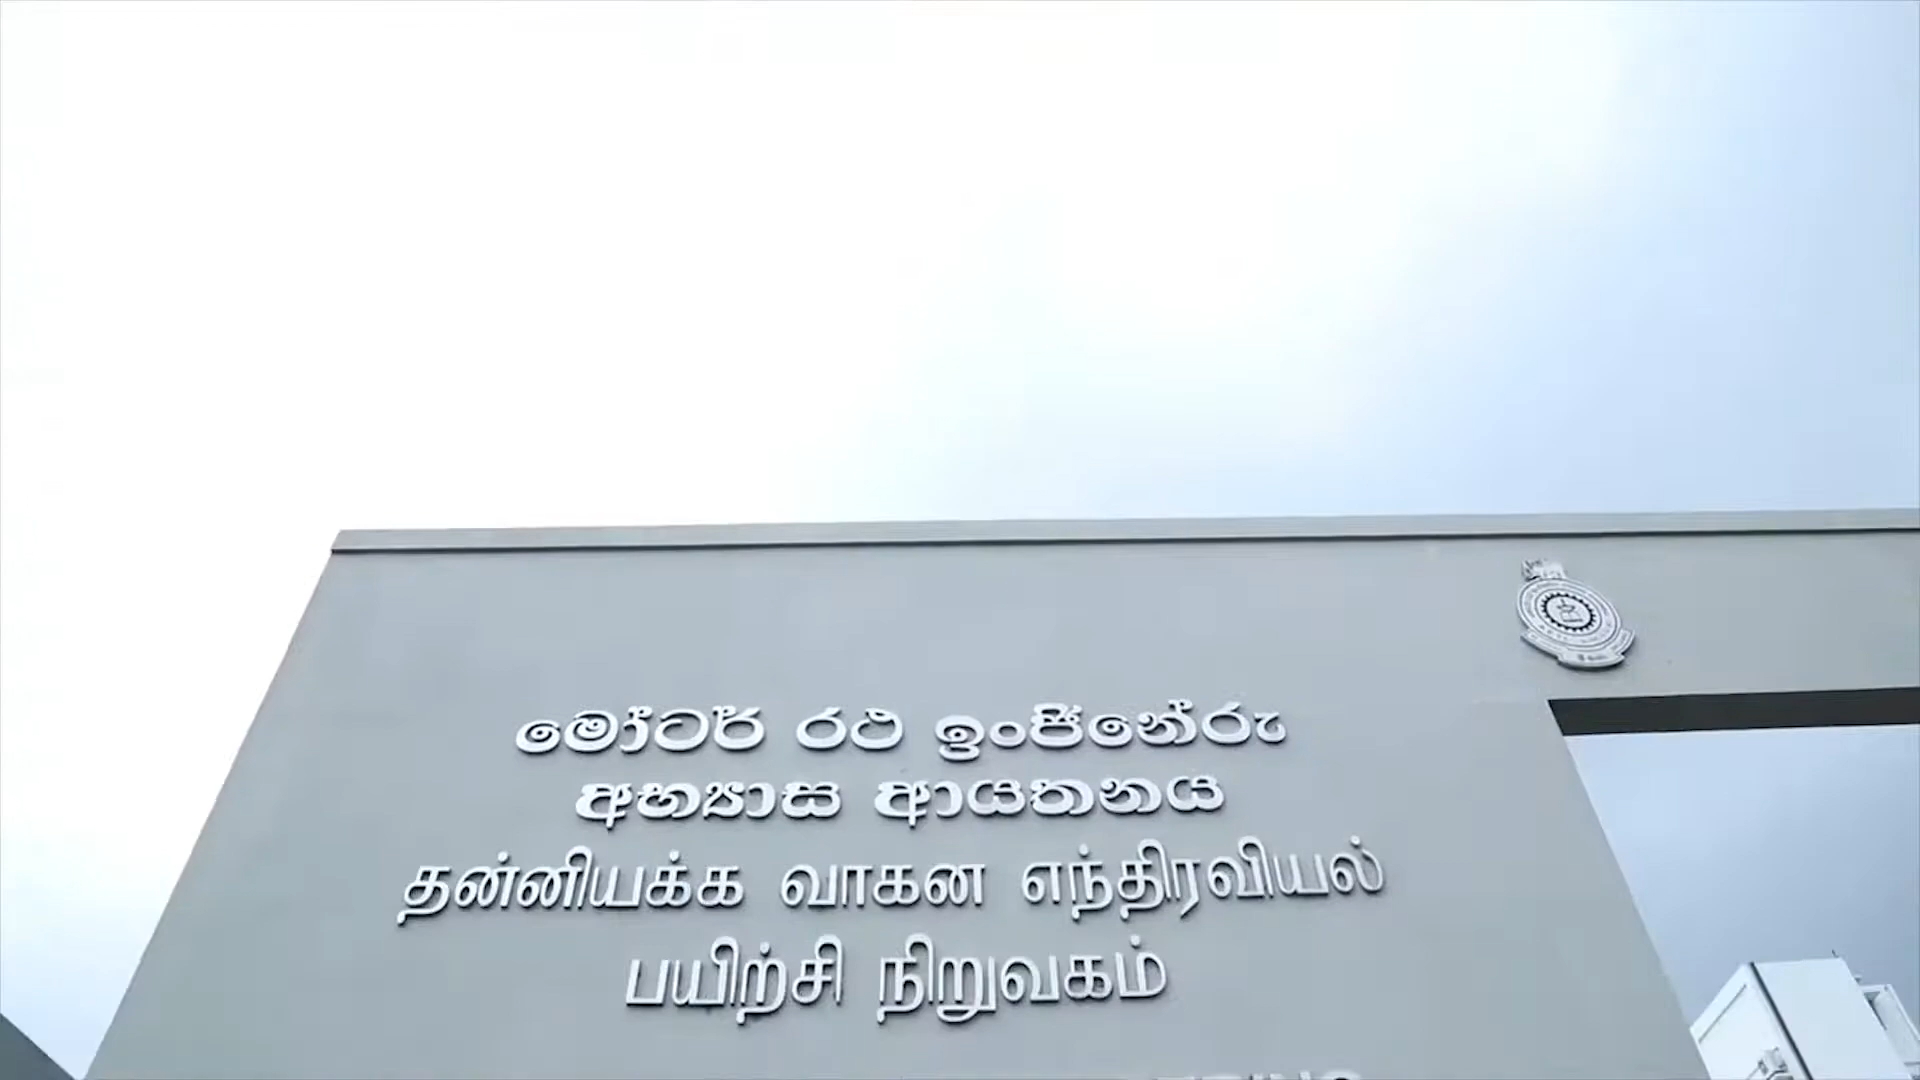 මෝටර් රථ ඉංජිනේරු
අභ්‍යාස ආයතනය
தன்னியக்க வாகன எந்திரவியல்
பயிற்சி நிறுவகம்